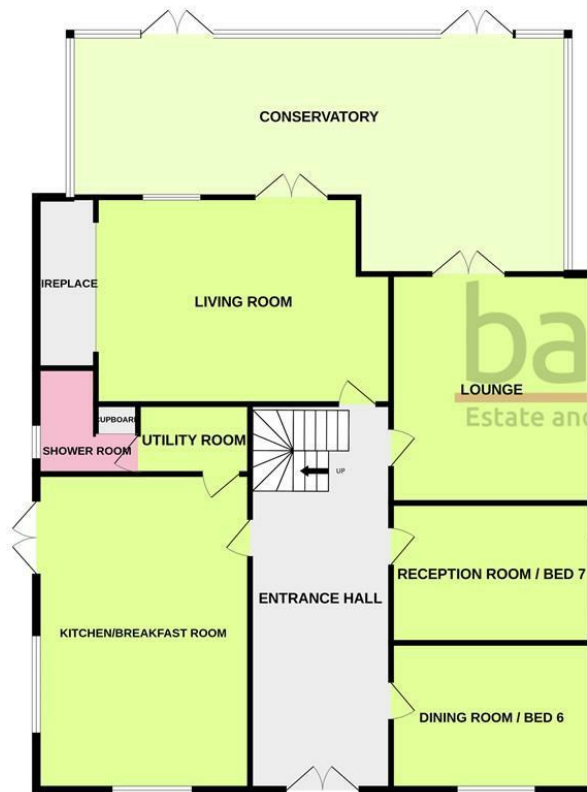 CONSERVATORY
IREPLACE
LIVING ROOM
ba
LOUNGE
Estate and
CUPBOARD
UTILITY ROOM
SHOWER ROOM
UP
RECEPTION ROOM / BED 7
ENTRANCE HALL
KITCHEN/BREAKFAST ROOM
DINING ROOM / BED 6